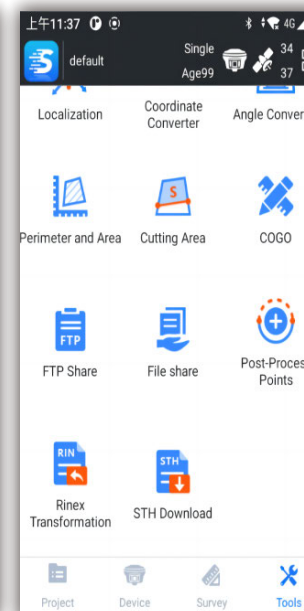 上午11:37
4G
default
Single
Age99
34
37
Localization
Coordinate
Converter
Angle Conver
Perimeter and Area
Cutting Area
S
COGO
FTP
FTP Share
File share
Post-Proces
Points
RIN
Rinex
Transformation
STH
STH Download
Project
Device
Survey
Tools